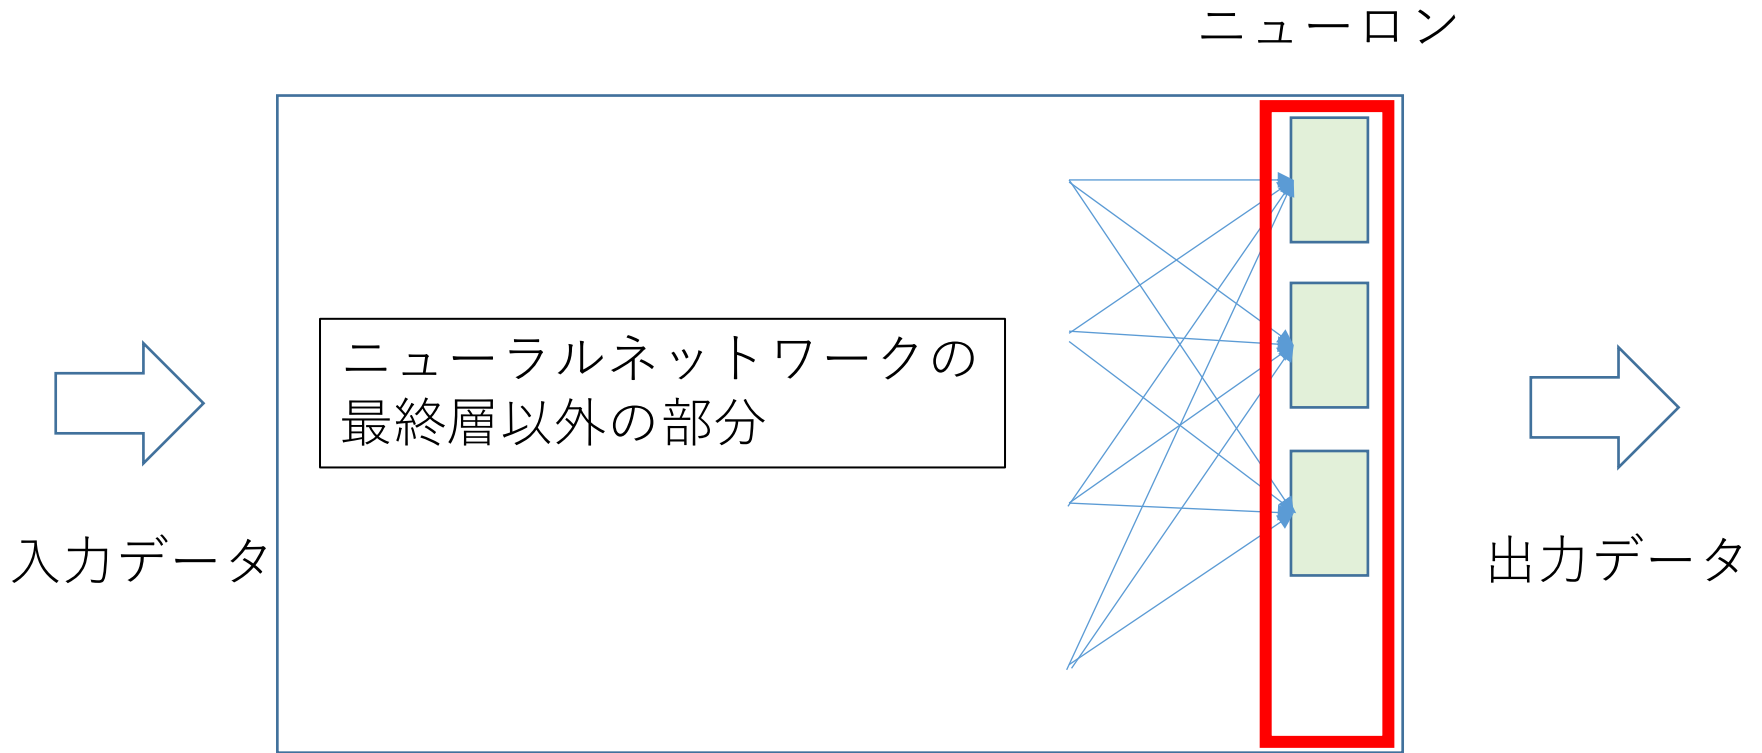 ニューロン
ニューラルネットワークの
最終層以外の部分
入力データ
出力データ